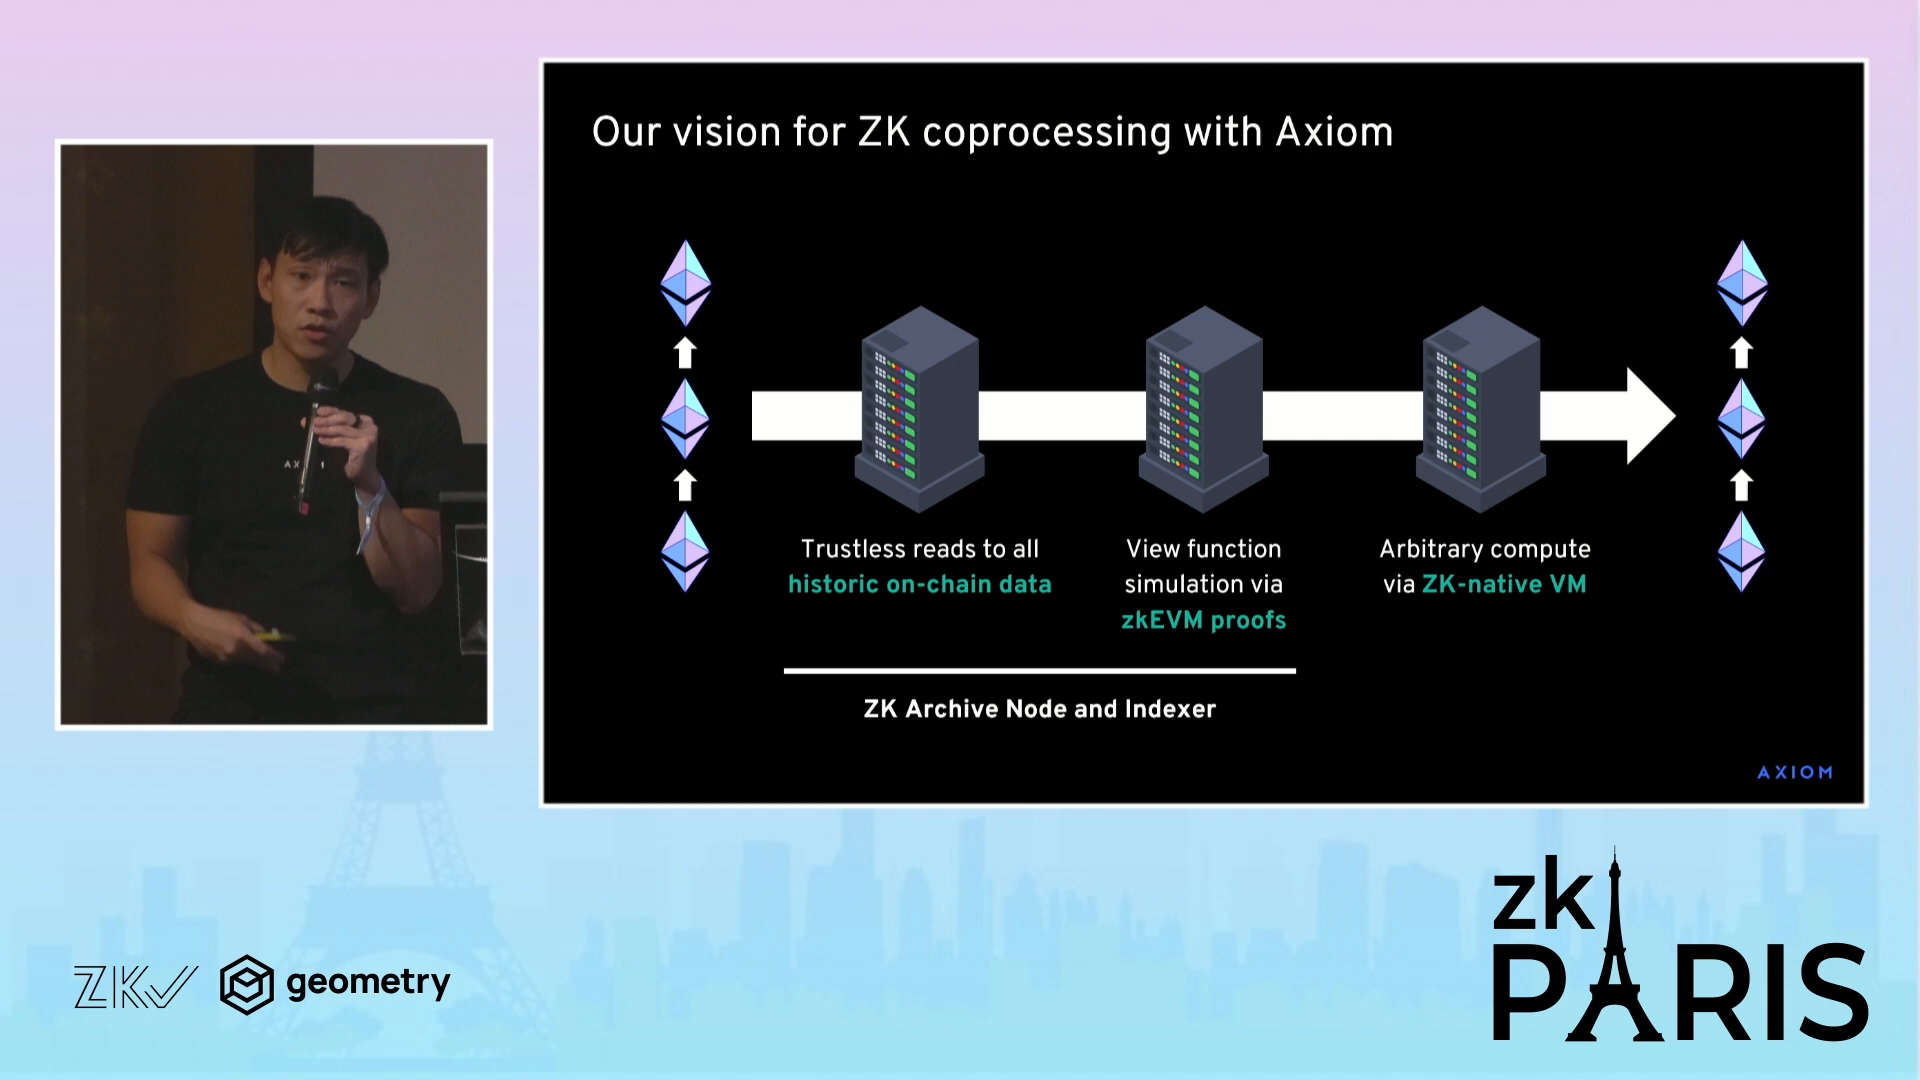 Our vision for ZK coprocessing with Axiom
Trustless reads to all
historic on-chain data
View function
simulation via
zkEVM proofs
Arbitrary compute
via ZK-native VM
ZK Archive Node and Indexer
AXIOM
ZK
geometry
zk
PARIS